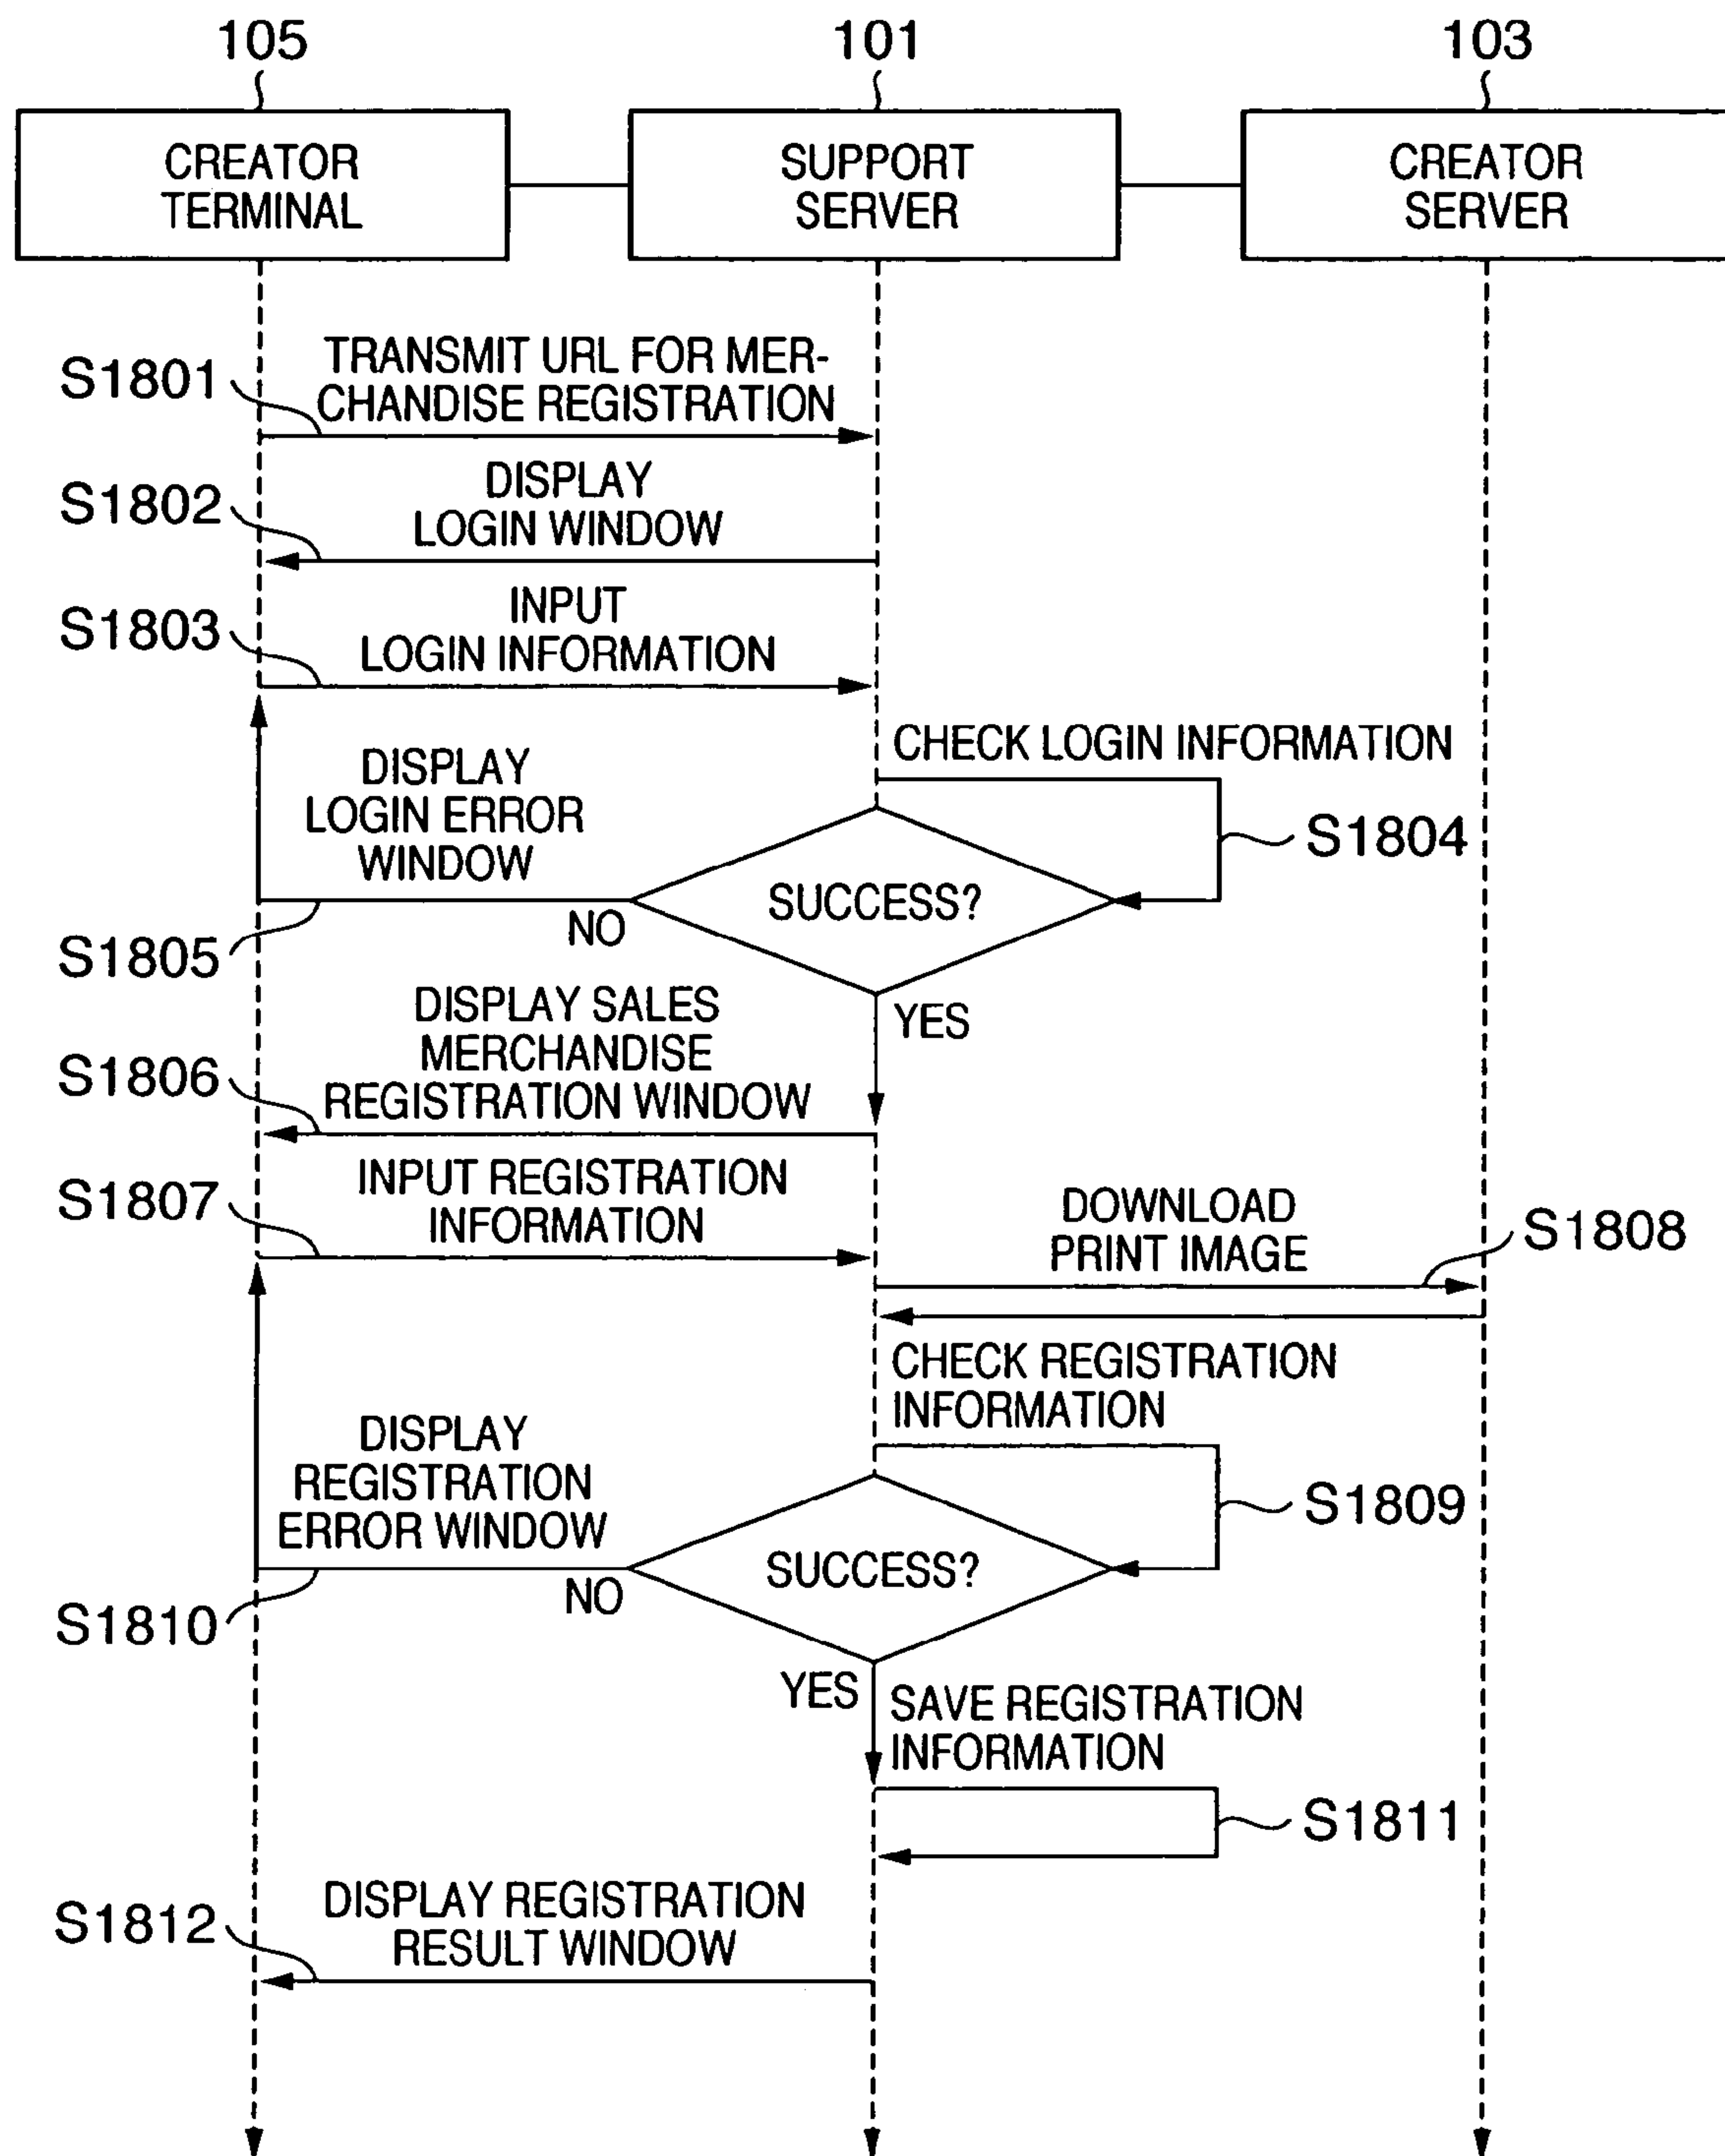 105
101
103
CREATOR
TERMINAL
SUPPORT
SERVER
CREATOR
SERVER
S1801
TRANSMIT URL FOR MER-
CHANDISE REGISTRATION
S1802
DISPLAY
LOGIN WINDOW
S1803
INPUT
LOGIN INFORMATION
CHECK LOGIN INFORMATION
DISPLAY
LOGIN ERROR
WINDOW
S1804
SUCCESS?
NO
S1805
YES
DISPLAY SALES
MERCHANDISE
REGISTRATION WINDOW
S1806
INPUT REGISTRATION
INFORMATION
S1807
DOWNLOAD
PRINT IMAGE
S1808
CHECK REGISTRATION
INFORMATION
DISPLAY
REGISTRATION
ERROR WINDOW
S1809
SUCCESS?
NO
S1810
YES
SAVE REGISTRATION
INFORMATION
S1811
DISPLAY REGISTRATION
RESULT WINDOW
S1812